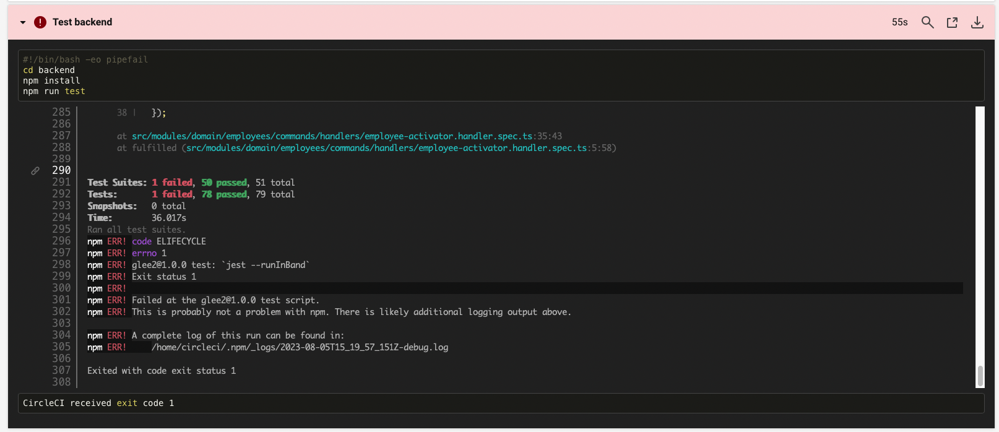 Test backend 55s
#!/bin/bash -eo pipefail
cd backend
npm install
npm run test
285 38 | });
286
287 at src/modules/domain/employees/commands/handlers/employee-activator.handler.spec.ts:35:43
288 at fulfilled (src/modules/domain/employees/commands/handlers/employee-activator.handler.spec.ts:5:58)
289
290
291 Test Suites: 1 failed, 50 passed, 51 total
292 Tests: 1 failed, 78 passed, 79 total
293 Snapshots: 0 total
294 Time: 36.017s
295 Ran all test suites.
296 npm ERR! code ELIFECYCLE
297 npm ERR! errno 1
298 npm ERR! glee2@1.0.0 test: `jest --runInBand`
299 npm ERR! Exit status 1
300 npm ERR!
301 npm ERR! Failed at the glee2@1.0.0 test script.
302 npm ERR! This is probably not a problem with npm. There is likely additional logging output above.
303
304 npm ERR! A complete log of this run can be found in:
305 npm ERR! /home/circleci/.npm/_logs/2023-08-05T15_19_57_151Z-debug.log
306
307 Exited with code exit status 1
308
CircleCI received exit code 1